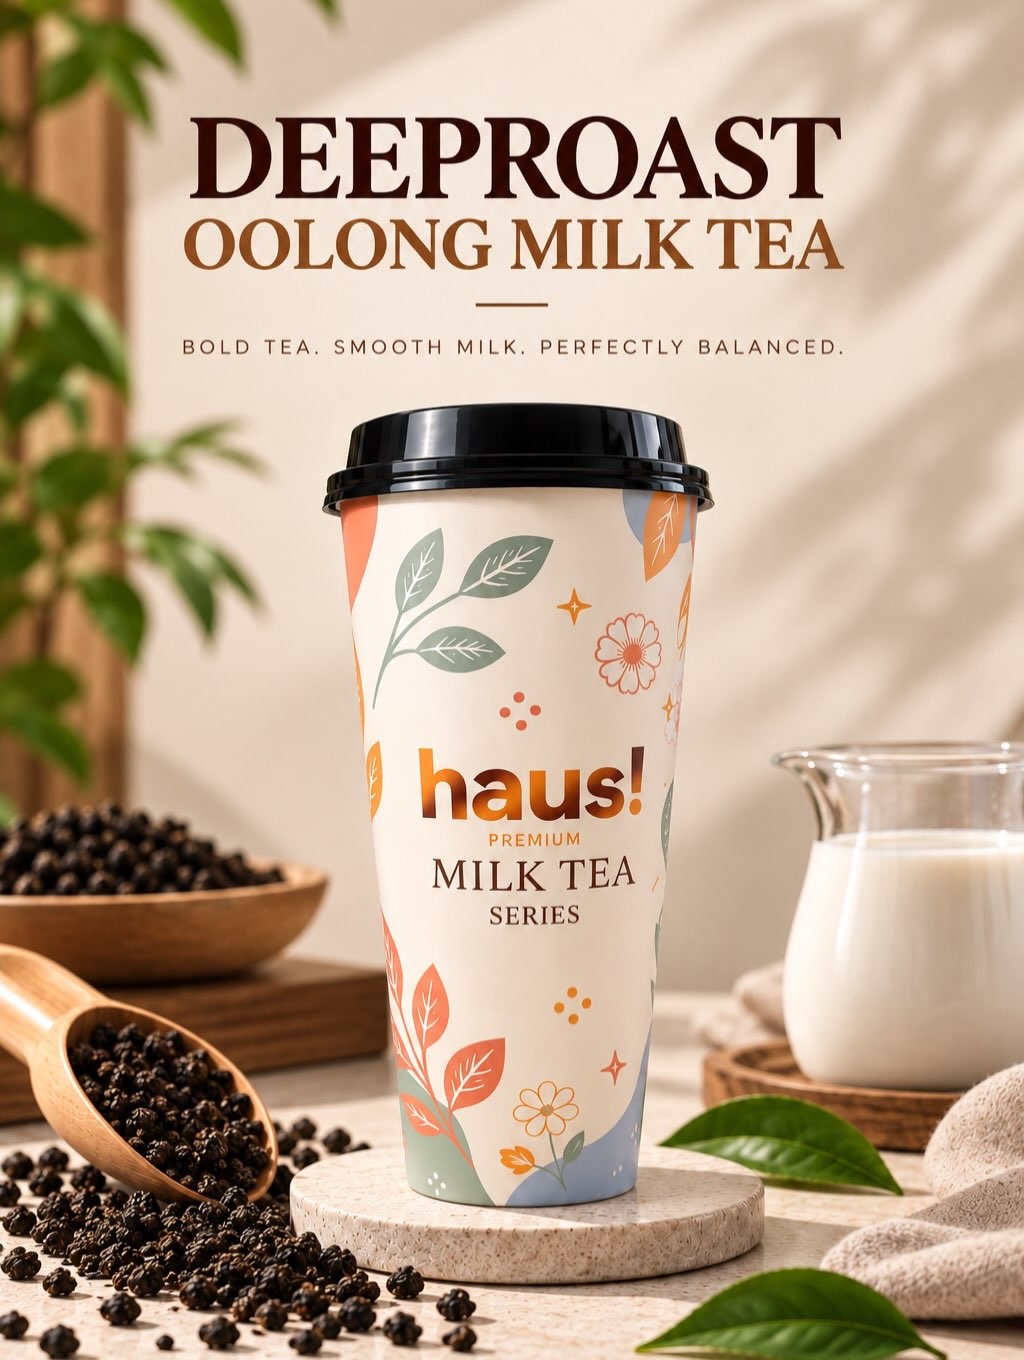 DEEPROAST
OOLONG MILK TEA
BOLD TEA. SMOOTH MILK. PERFECTLY BALANCED.
haus!
PREMIUM
MILK TEA
SERIES